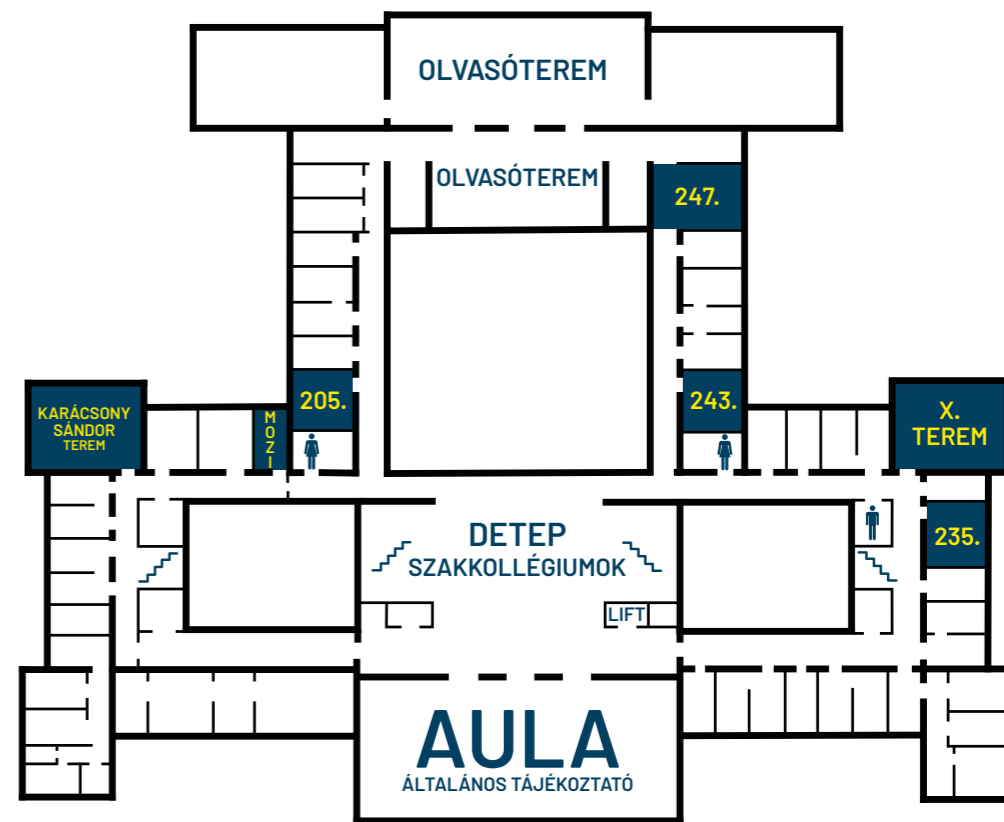 OLVASÓTEREM
OLVASÓTEREM
247.
205.
243.
KARÁCSONY
SÁNDOR
TEREM
MOZI
X.
TEREM
235.
DETEP
SZAKKOLLÉGIUMOK
LIFT
AULA
ÁLTALÁNOS TÁJÉKOZTATÓ